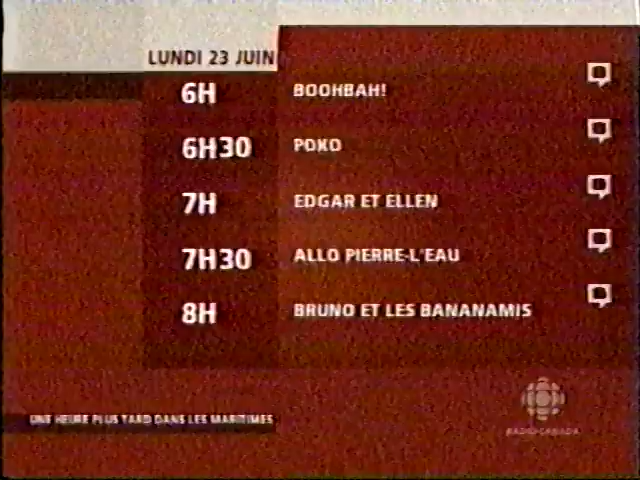 LUNDI 23 JUIN
6H BOOHBAH!
6H30 POKO
7H EDGAR ET ELLEN
7H30 ALLO PIERRE-L'EAU
8H BRUNO ET LES BANANAMIS
UNE HEURE PLUS TARD DANS LES MARITIMES
RADIO-CANADA